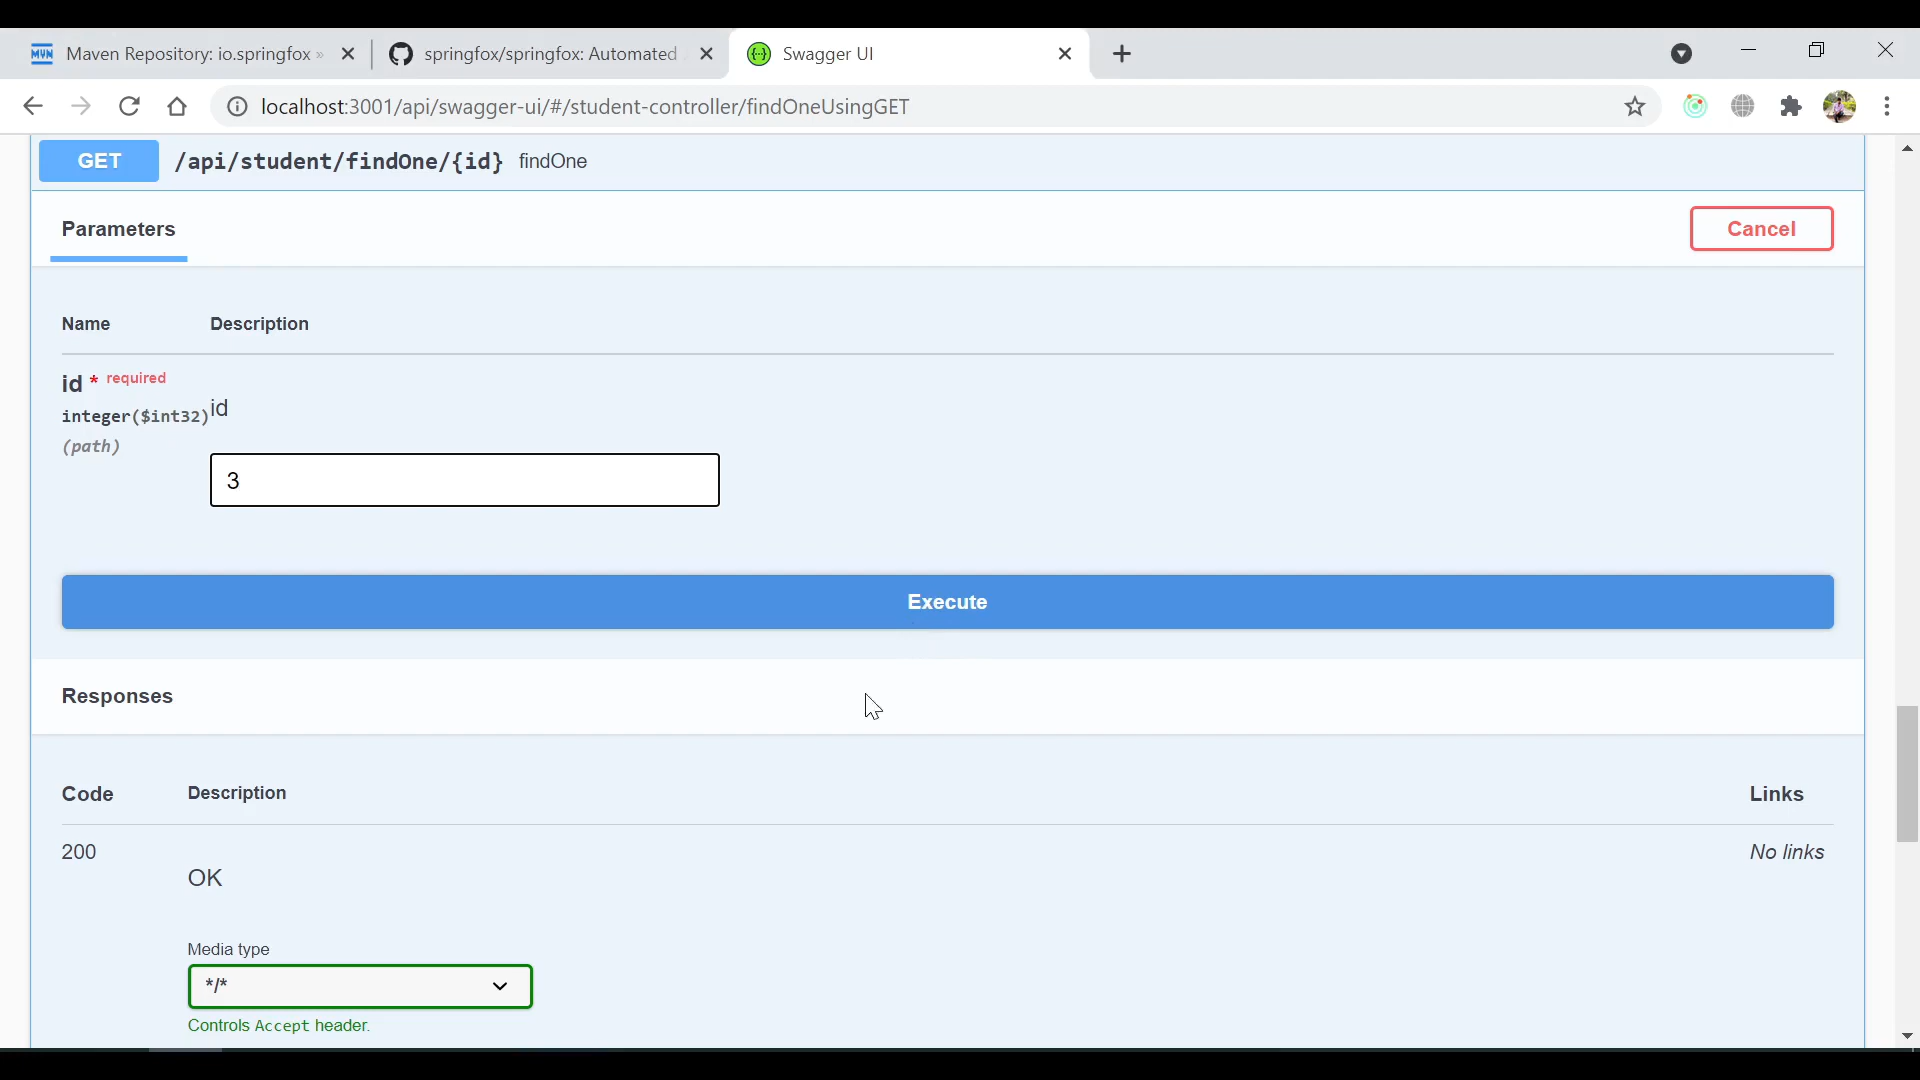 Maven Repository: io.springfox »
springfox/springfox: Automated
Swagger UI
localhost:3001/api/swagger-ui/#/student-controller/findOneUsingGET
GET /api/student/findOne/{id} findOne
Parameters
Cancel
Name Description
id * required
integer($int32)
(path)
id
3
Execute
Responses
Code Description Links
200 No links
OK
Media type
*/*
Controls Accept header.